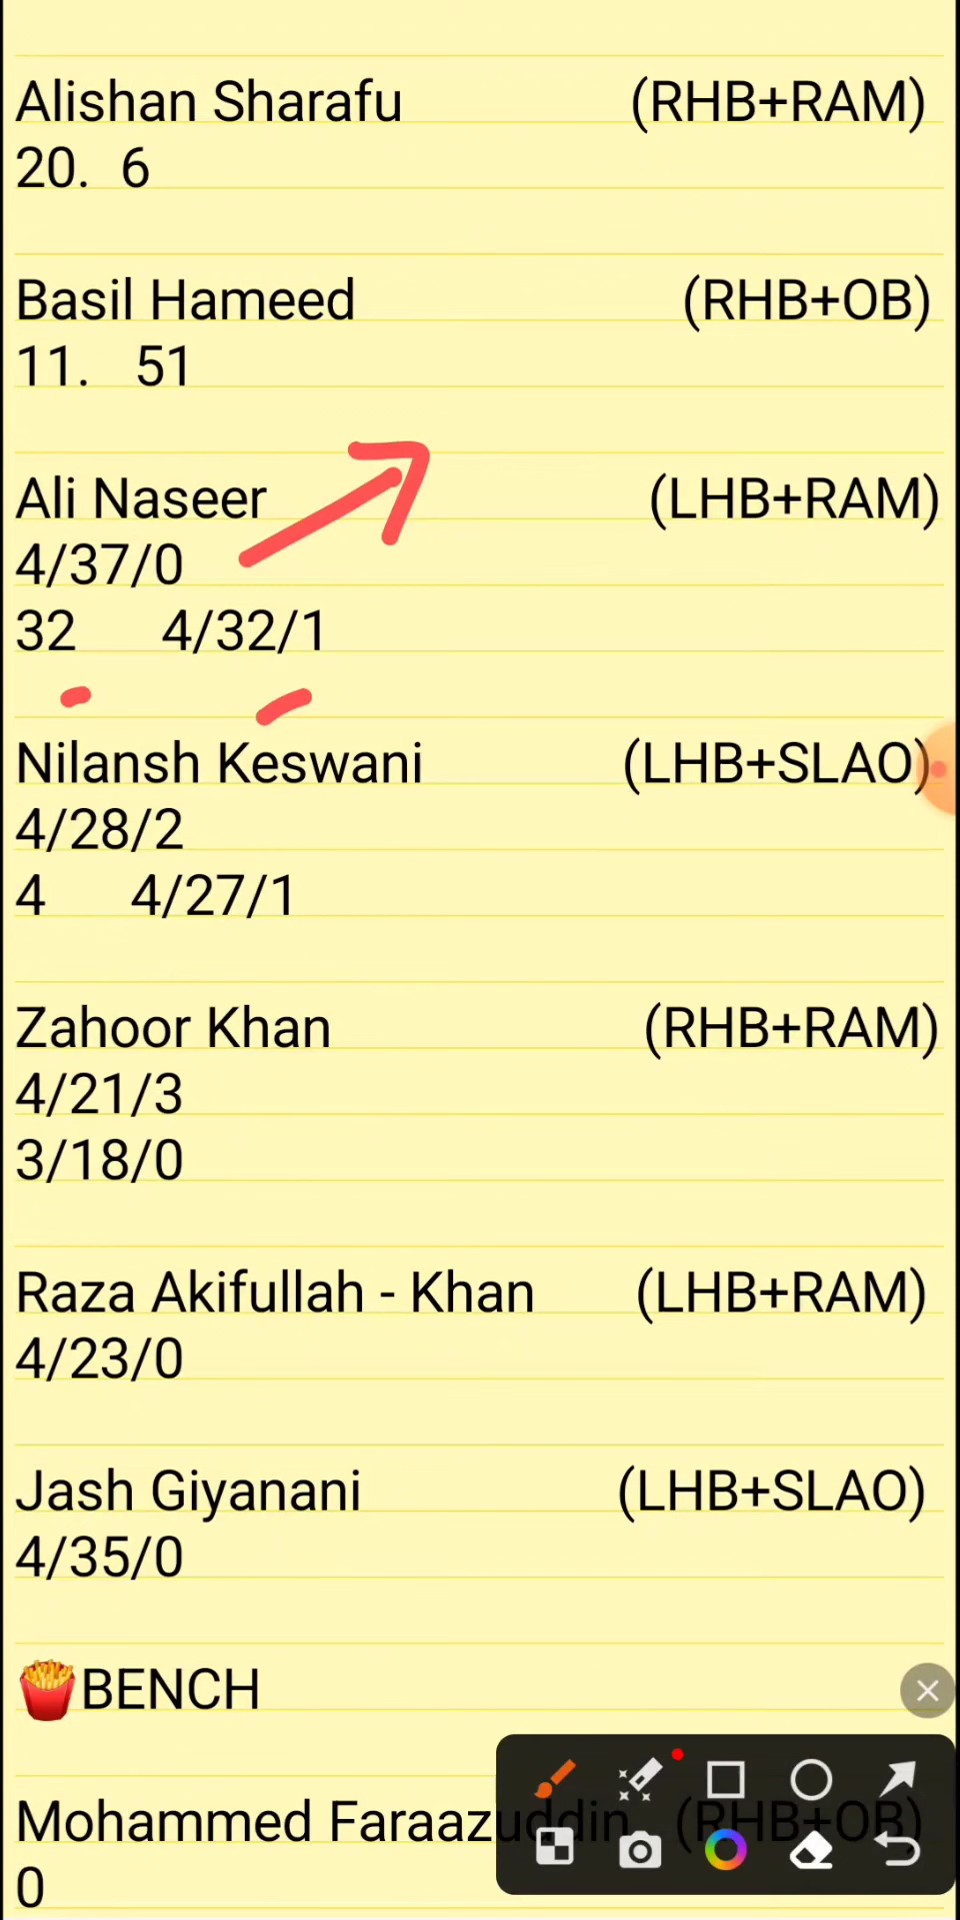 Alishan Sharafu (RHB+RAM)
20. 6
Basil Hameed (RHB+OB)
11. 51
Ali Naseer (LHB+RAM)
4/37/0
32 4/32/1
Nilansh Keswani (LHB+SLAO)
4/28/2
4 4/27/1
Zahoor Khan (RHB+RAM)
4/21/3
3/18/0
Raza Akifullah - Khan (LHB+RAM)
4/23/0
Jash Giyanani (LHB+SLAO)
4/35/0
🍟BENCH
Mohammed Faraazuddin (RHB+OB)
0